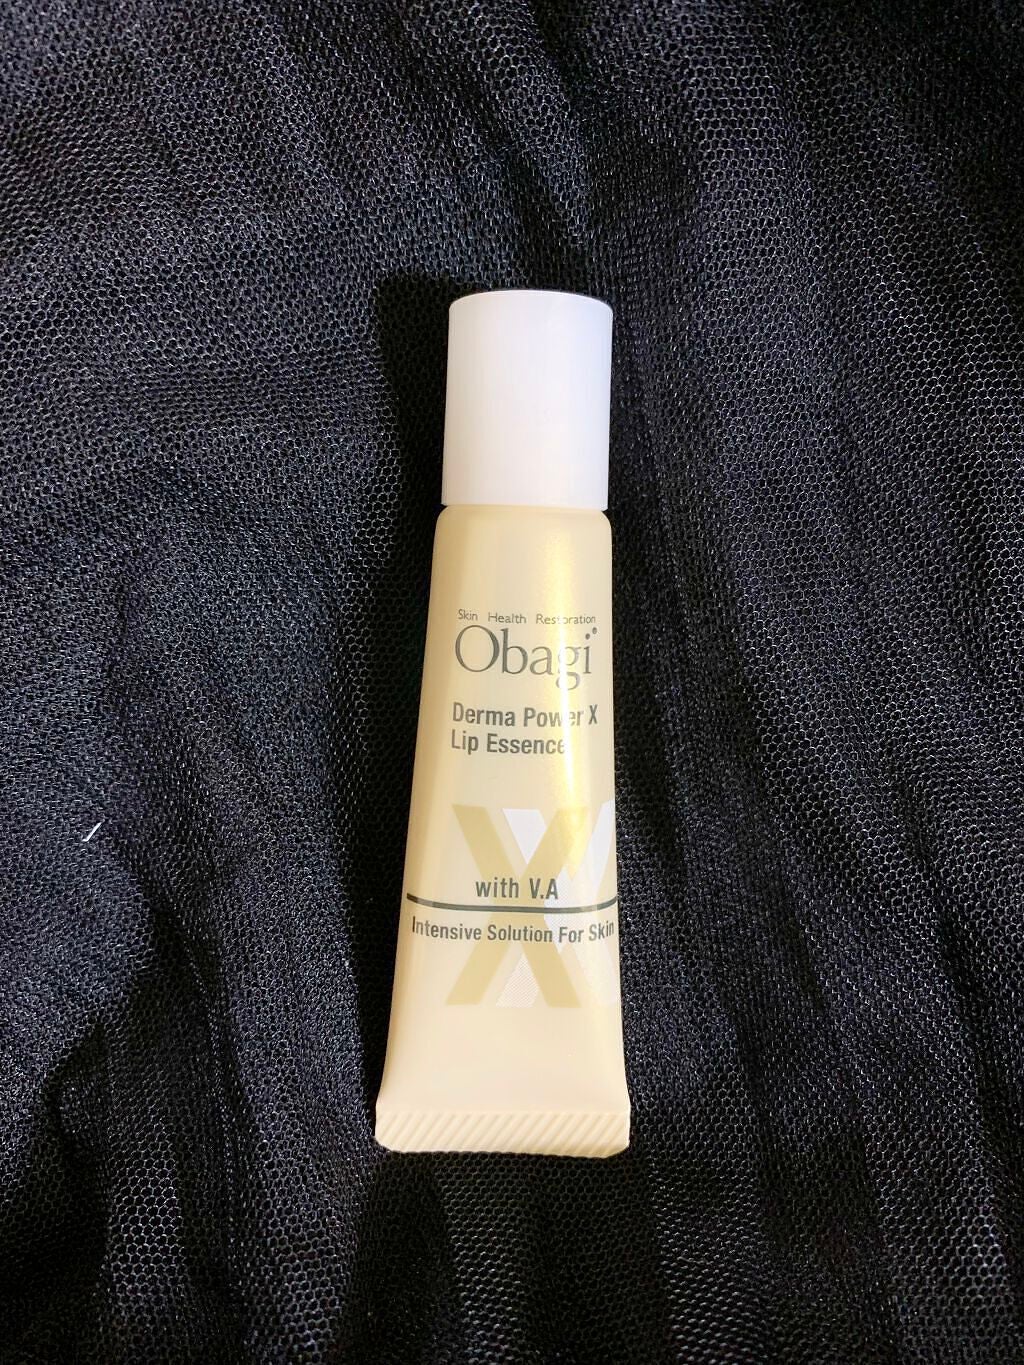 Skin Health Restoration
Obagi®
Derma Power X
Lip Essence
X
with V.A
Intensive Solution For Skin